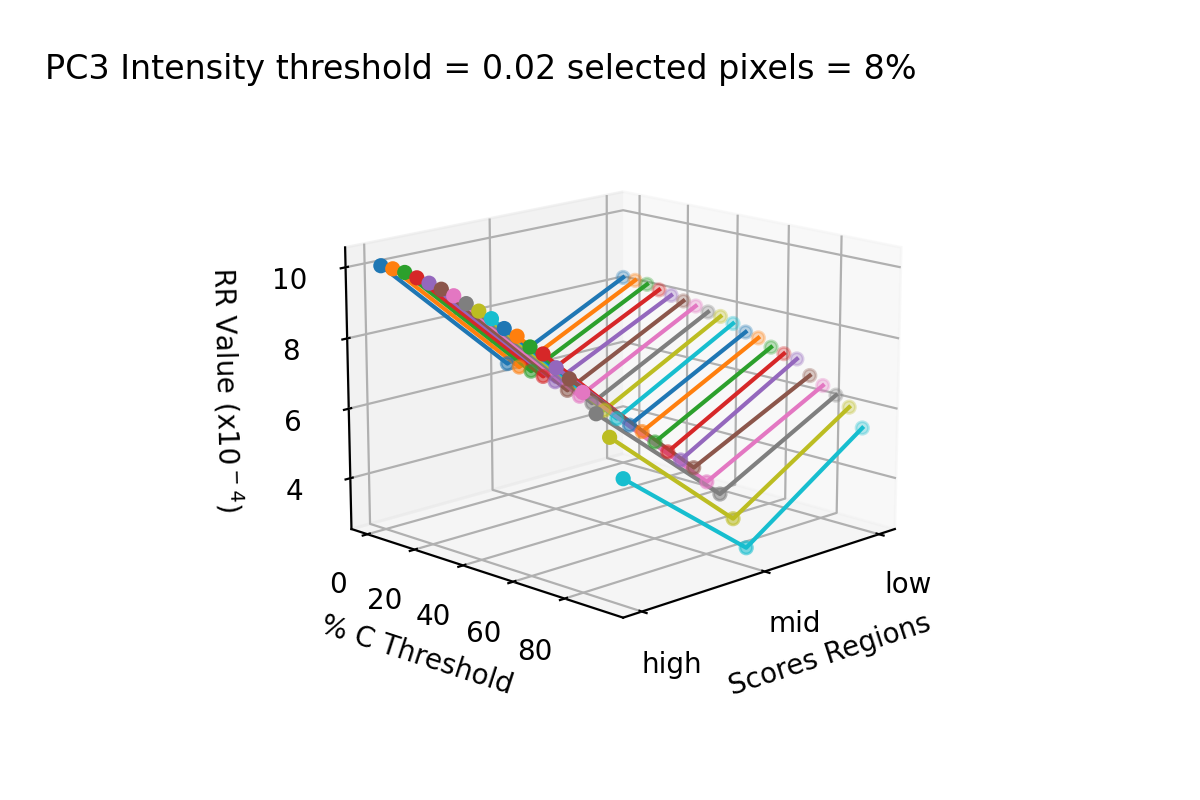 PC3 Intensity threshold = 0.02 selected pixels = 8%
RR Value (x10⁻⁴)
10
8
6
4
0
20
40
60
80
% C Threshold
high
mid
low
Scores Regions